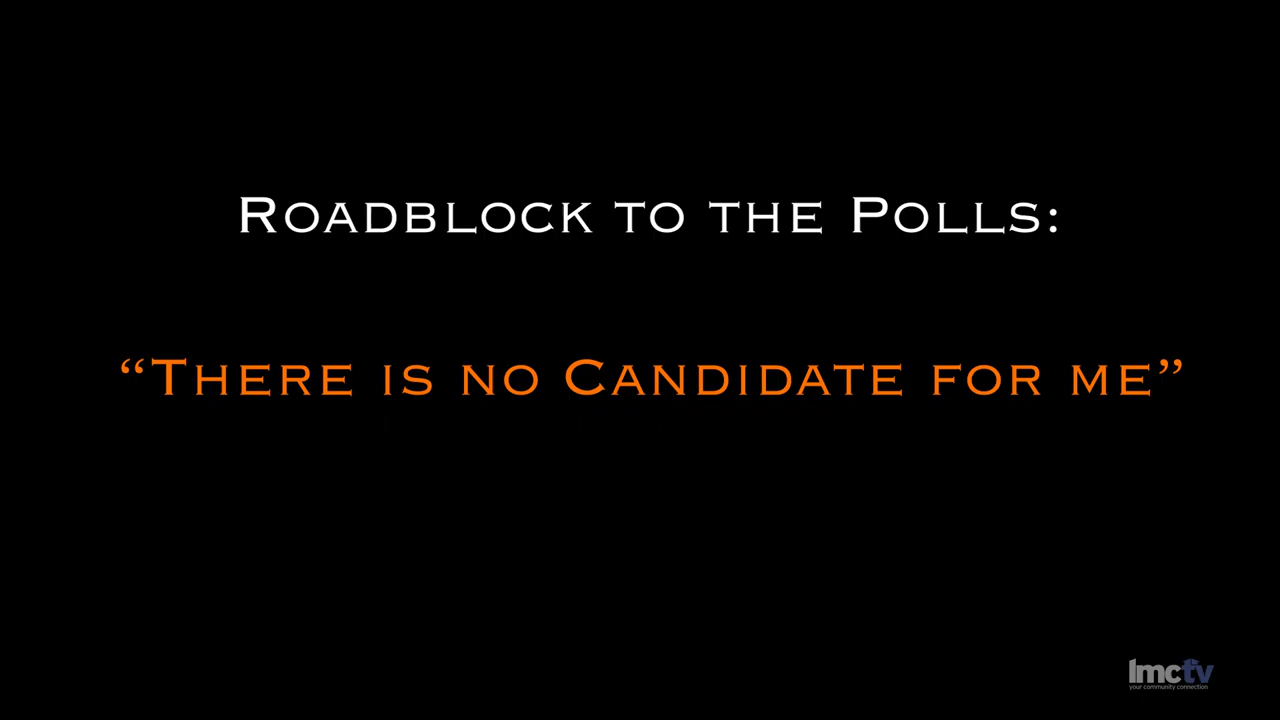 Roadblock to the Polls:
“There is no Candidate for me”
lmctv
your community connection